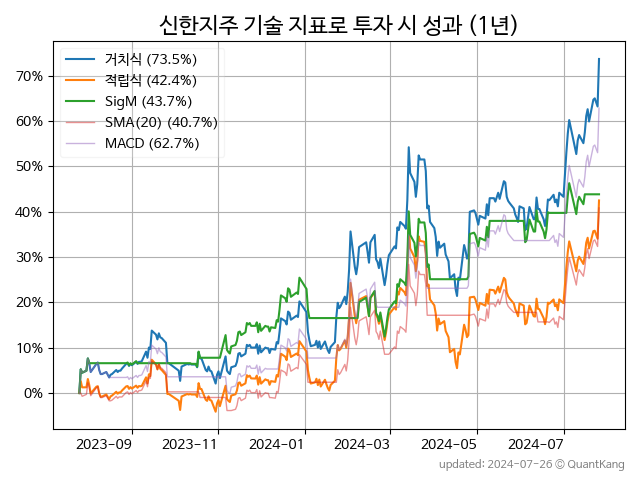 신한지주 기술 지표로 투자 시 성과 (1년)
거치식 (73.5%)
적립식 (42.4%)
SigM (43.7%)
SMA(20) (40.7%)
MACD (62.7%)
70%
60%
50%
40%
30%
20%
10%
0%
2023-09 2023-11 2024-01 2024-03 2024-05 2024-07
updated: 2024-07-26 © QuantKang